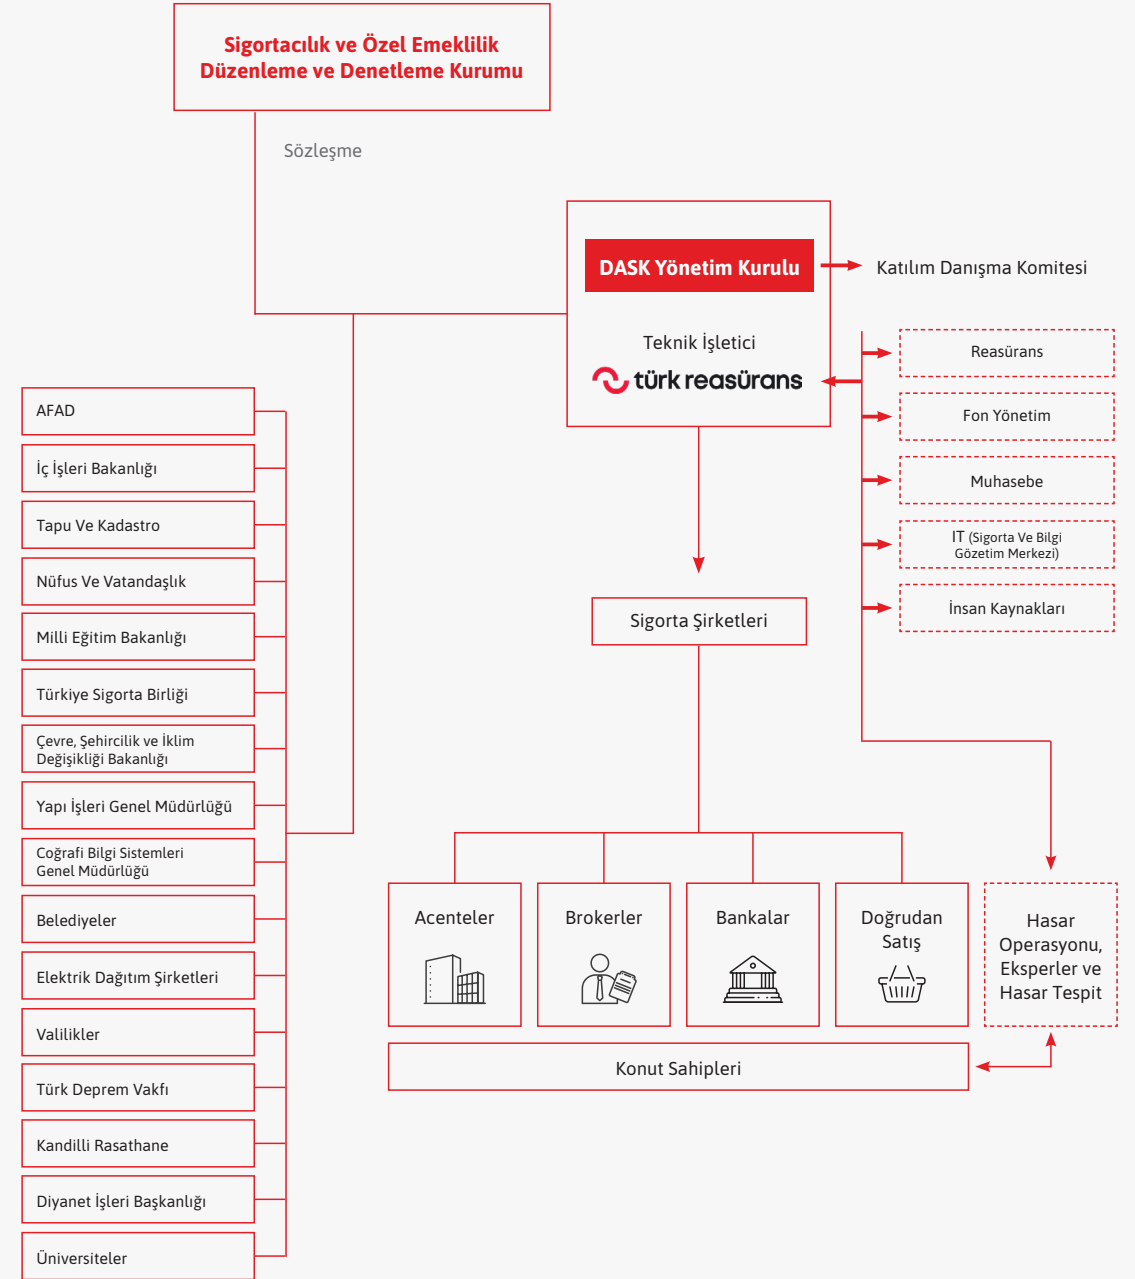 Sigortacılık ve Özel Emeklilik
Düzenleme ve Denetleme Kurumu
Sözleşme
DASK Yönetim Kurulu
Katılım Danışma Komitesi
Teknik İşletici
türk reasürans
Reasürans
Fon Yönetim
Muhasebe
IT (Sigorta Ve Bilgi
Gözetim Merkezi)
İnsan Kaynakları
AFAD
İç İşleri Bakanlığı
Tapu Ve Kadastro
Nüfus Ve Vatandaşlık
Milli Eğitim Bakanlığı
Türkiye Sigorta Birliği
Çevre, Şehircilik ve İklim
Değişikliği Bakanlığı
Yapı İşleri Genel Müdürlüğü
Coğrafi Bilgi Sistemleri
Genel Müdürlüğü
Belediyeler
Elektrik Dağıtım Şirketleri
Valilikler
Türk Deprem Vakfı
Kandilli Rasathane
Diyanet İşleri Başkanlığı
Üniversiteler
Sigorta Şirketleri
Acenteler
Brokerler
Bankalar
Doğrudan
Satış
Hasar
Operasyonu,
Eksperler ve
Hasar Tespit
Konut Sahipleri